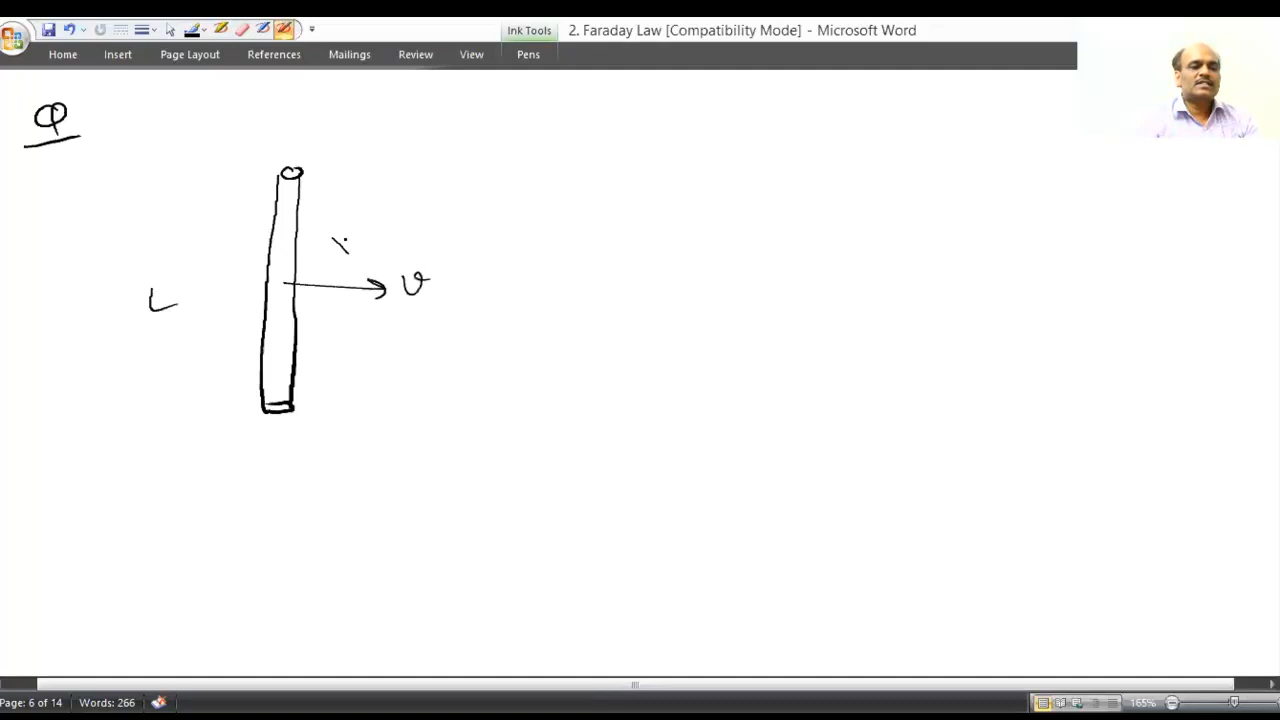 Ink Tools
2. Faraday Law [Compatibility Mode] - Microsoft Word
Home Insert Page Layout References Mailings Review View Pens
Q
x
v
L
Page: 6 of 14 Words: 266
165%